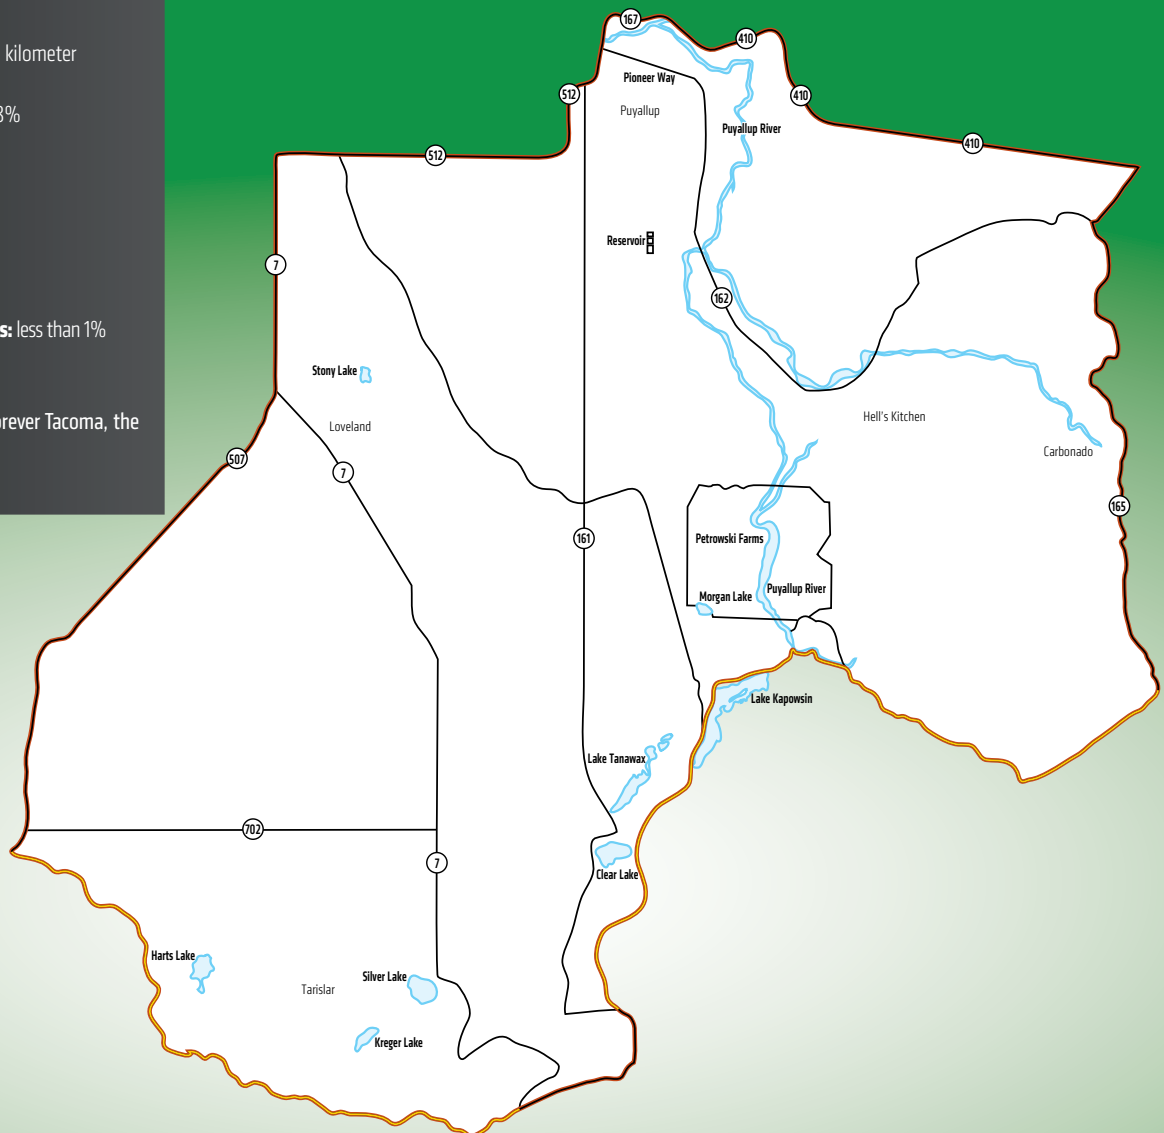 kilometer
8%
s: less than 1%
orever Tacoma, the
167
410
Pioneer Way
512
410
Puyallup
Puyallup River
410
512
Reservoir
7
162
Stony Lake
Hell's Kitchen
Loveland
Carbonado
507
7
165
161
Petrowski Farms
Puyallup River
Morgan Lake
Lake Kapowsin
Lake Tanawax
702
7
Clear Lake
Harts Lake
Silver Lake
Tarislar
Kreger Lake